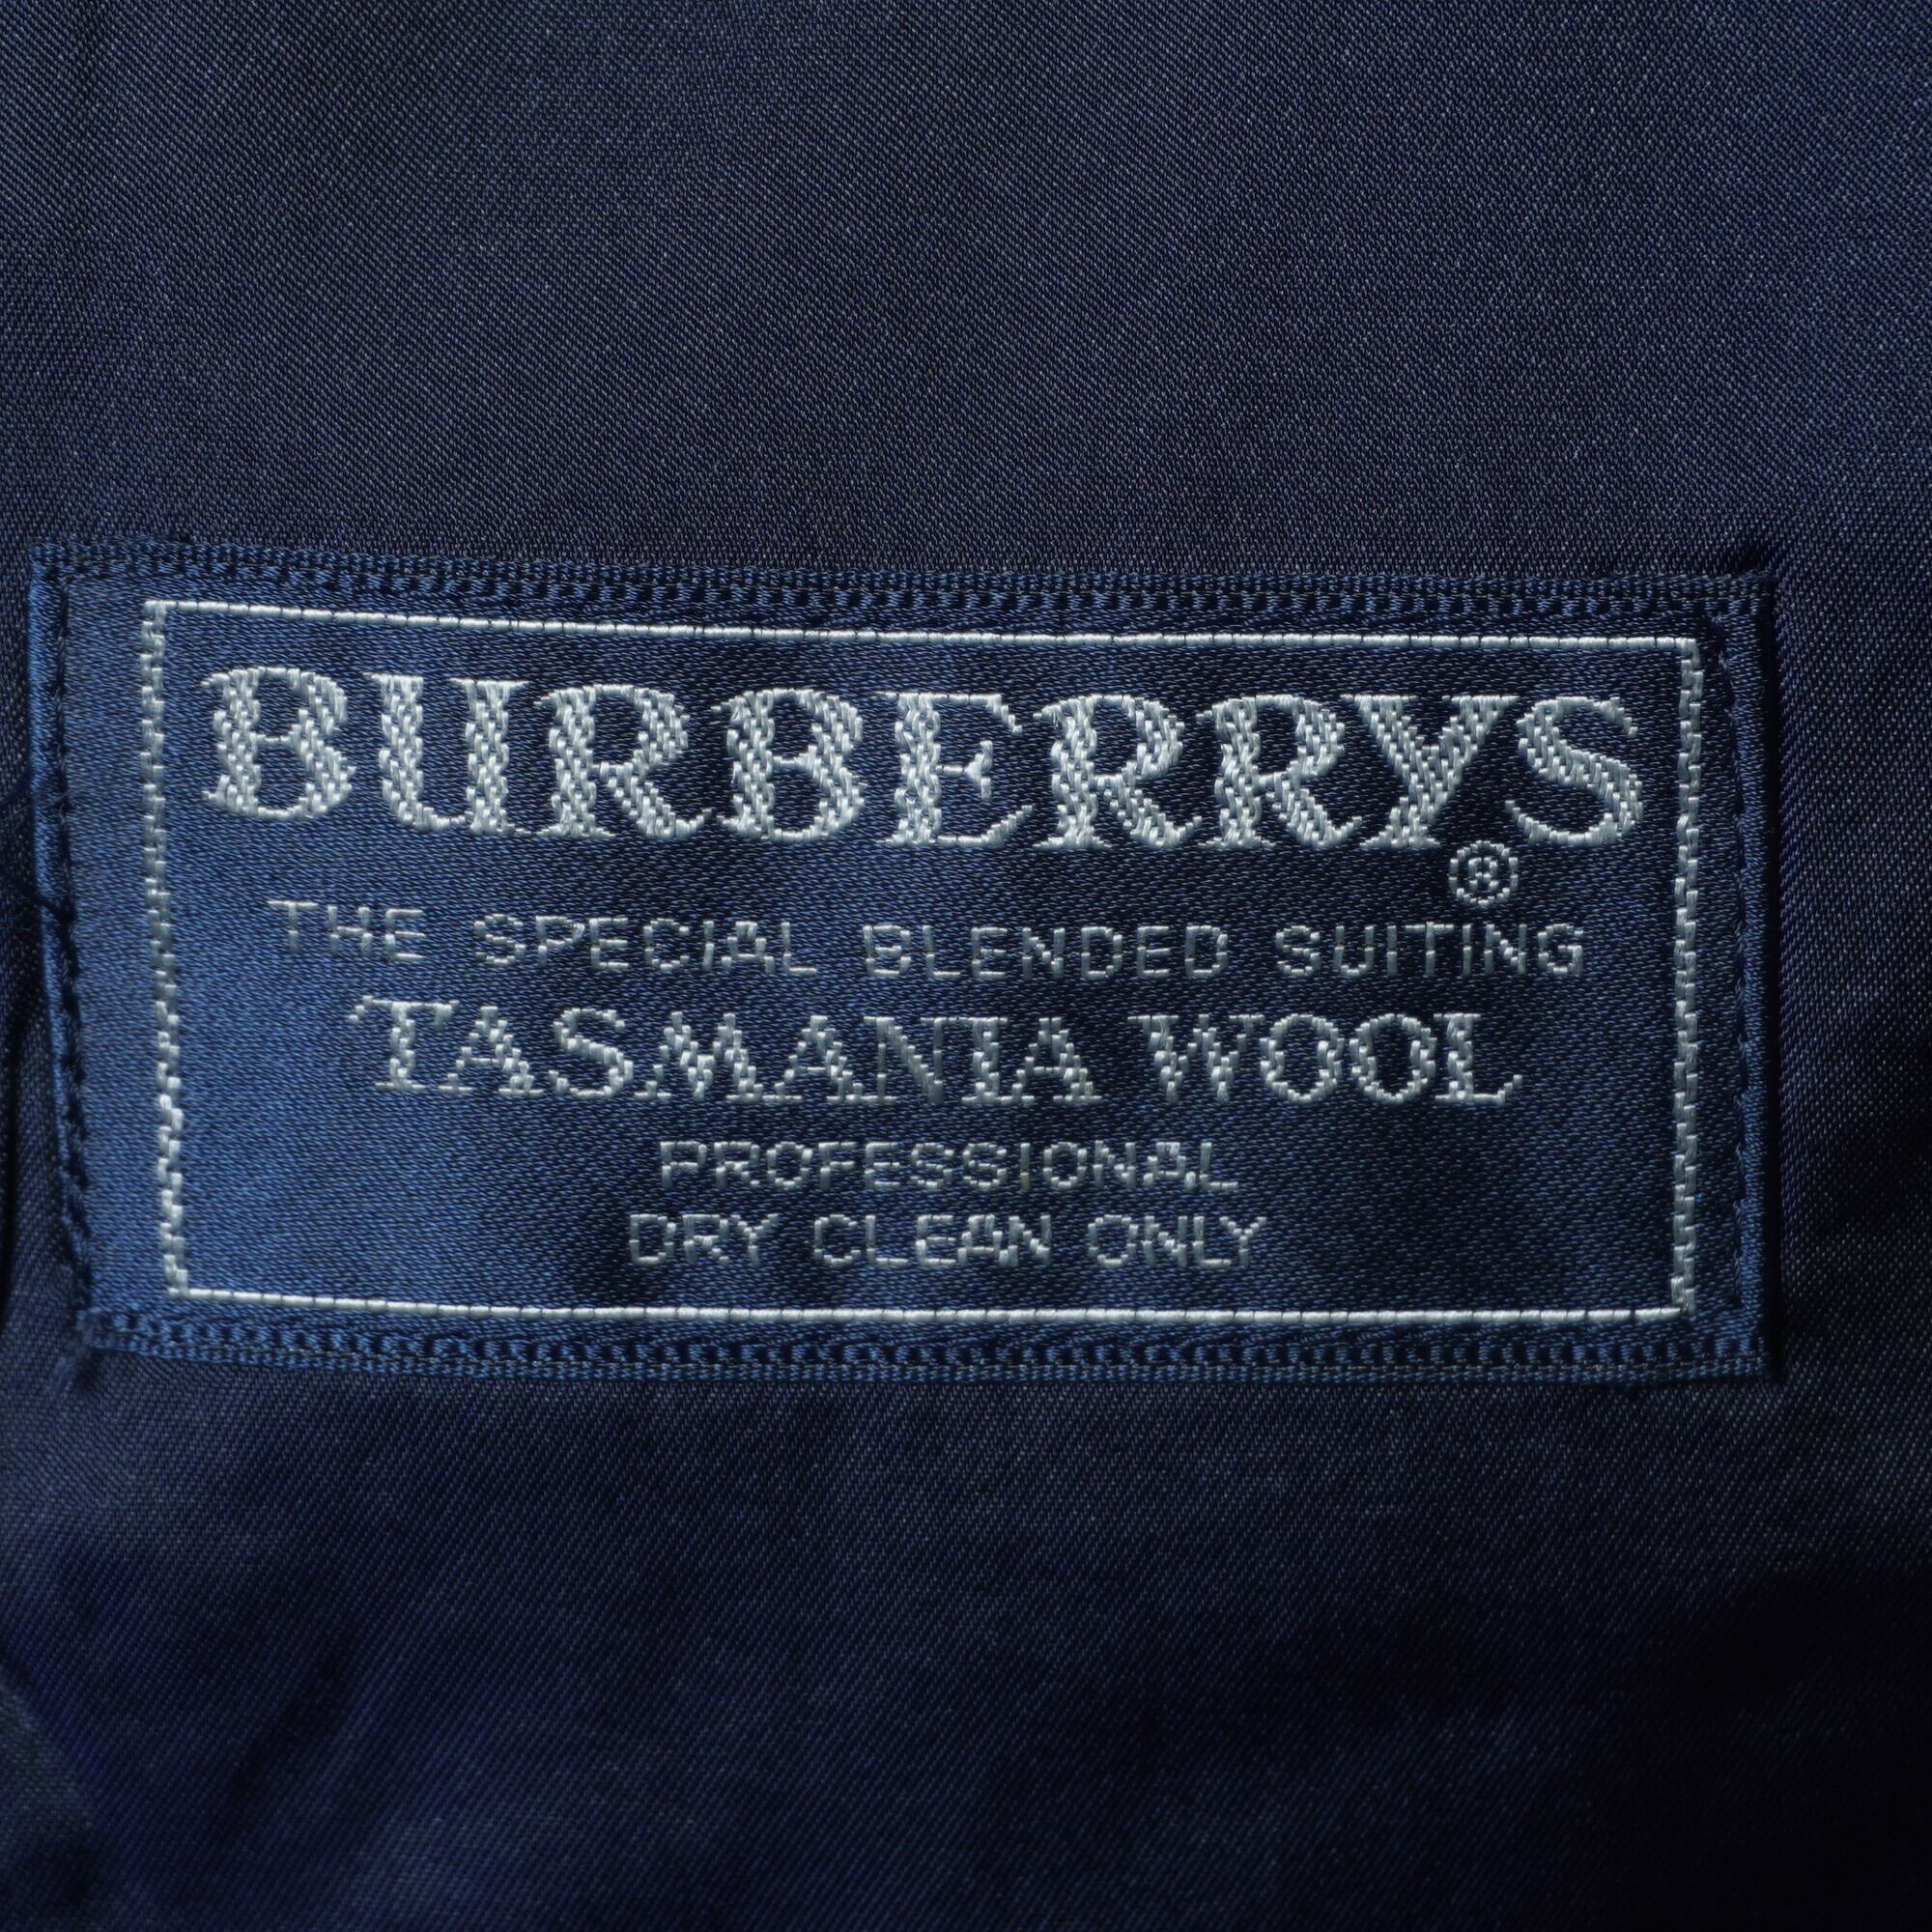 BURBERRYS
®
THE SPECIAL BLENDED SUITING
TASMANIA WOOL
PROFESSIONAL
DRY CLEAN ONLY